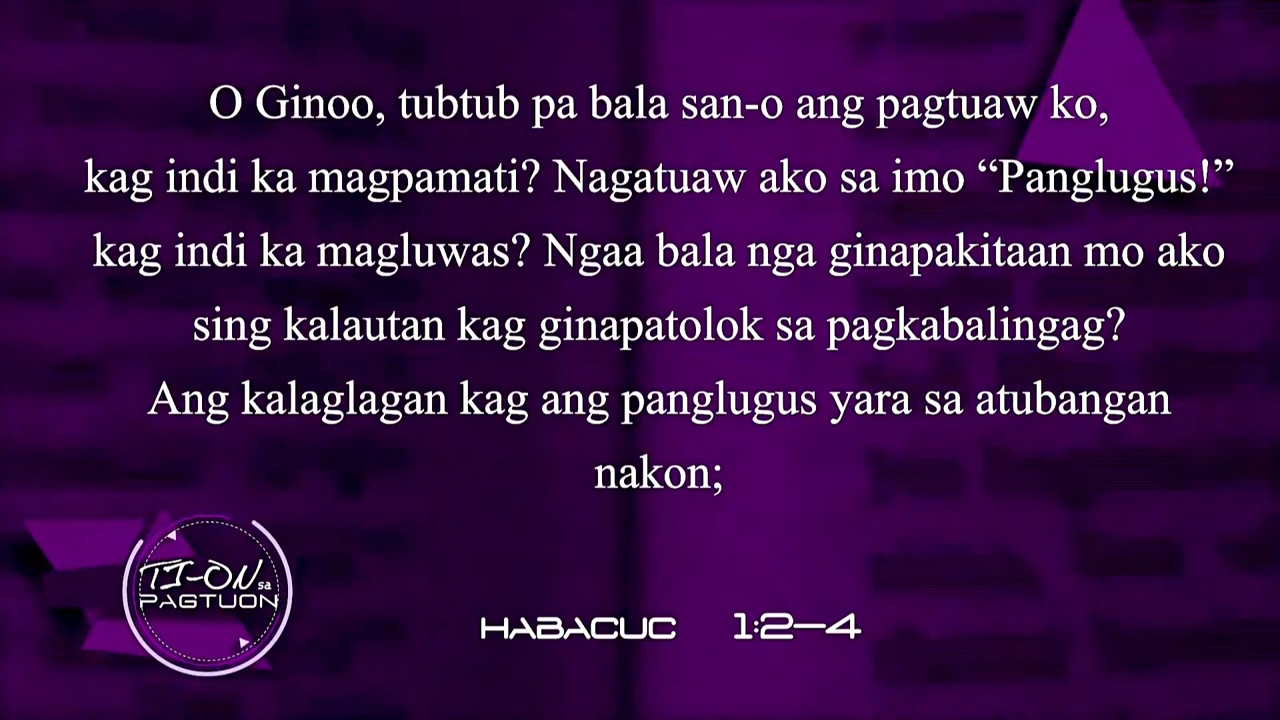 O Ginoo, tubtub pa bala san-o ang pagtuaw ko,
kag indi ka magpamati? Nagatuaw ako sa imo “Panglugus!”
kag indi ka magluwas? Ngaa bala nga ginapakitaan mo ako
sing kalautan kag ginapatolok sa pagkabalingag?
Ang kalaglagan kag ang panglugus yara sa atubangan
nakon;
TI-ON sa
PAGTUON
HABACUC 1:2–4